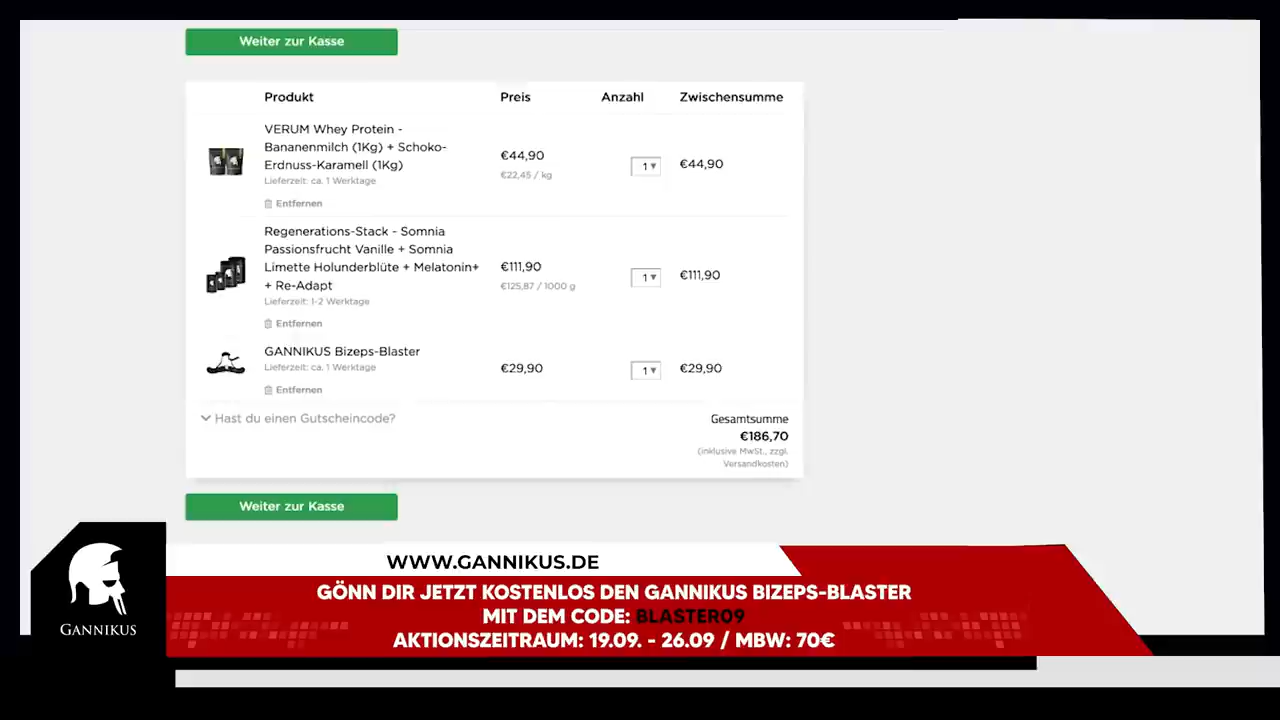 Weiter zur Kasse
Produkt Preis Anzahl Zwischensumme
VERUM Whey Protein -
Bananenmilch (1Kg) + Schoko-
Erdnuss-Karamell (1Kg)
Lieferzeit: ca. 1 Werktage
Entfernen
€44,90
€22,45 / kg
1
€44,90
Regenerations-Stack - Somnia
Passionsfrucht Vanille + Somnia
Limette Holunderblüte + Melatonin+
+ Re-Adapt
Lieferzeit: 1-2 Werktage
Entfernen
€111,90
€125,87 / 1000 g
1
€111,90
GANNIKUS Bizeps-Blaster
Lieferzeit: ca. 1 Werktage
Entfernen
€29,90
1
€29,90
Hast du einen Gutscheincode?
Gesamtsumme
€186,70
(inklusive MwSt., zzgl.
Versandkosten)
Weiter zur Kasse
WWW.GANNIKUS.DE
GÖNN DIR JETZT KOSTENLOS DEN GANNIKUS BIZEPS-BLASTER
MIT DEM CODE: BLASTER09
AKTIONSZEITRAUM: 19.09. - 26.09 / MBW: 70€
GANNIKUS